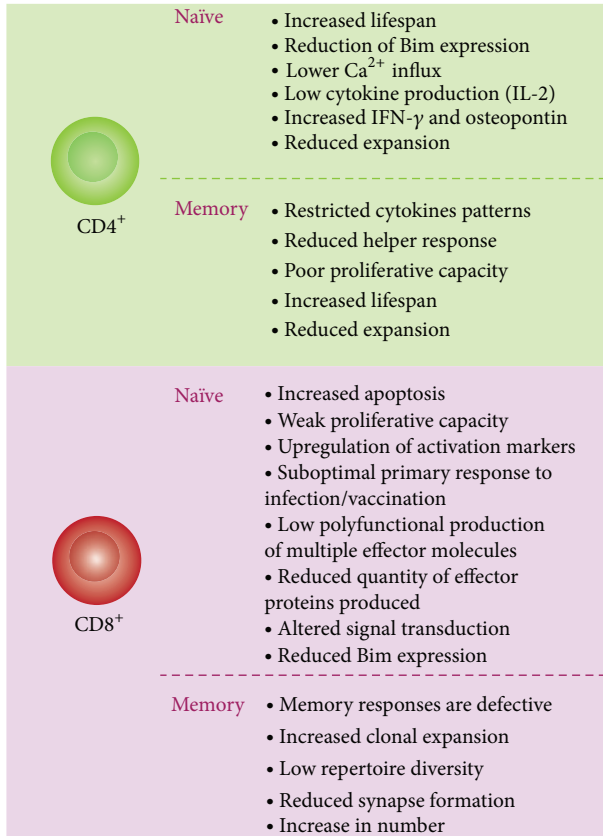 Naïve
• Increased lifespan
• Reduction of Bim expression
• Lower Ca²⁺ influx
• Low cytokine production (IL-2)
• Increased IFN-γ and osteopontin
• Reduced expansion
CD4⁺
Memory
• Restricted cytokines patterns
• Reduced helper response
• Poor proliferative capacity
• Increased lifespan
• Reduced expansion
Naïve
• Increased apoptosis
• Weak proliferative capacity
• Upregulation of activation markers
• Suboptimal primary response to
infection/vaccination
• Low polyfunctional production
of multiple effector molecules
• Reduced quantity of effector
proteins produced
• Altered signal transduction
• Reduced Bim expression
CD8⁺
Memory
• Memory responses are defective
• Increased clonal expansion
• Low repertoire diversity
• Reduced synapse formation
• Increase in number